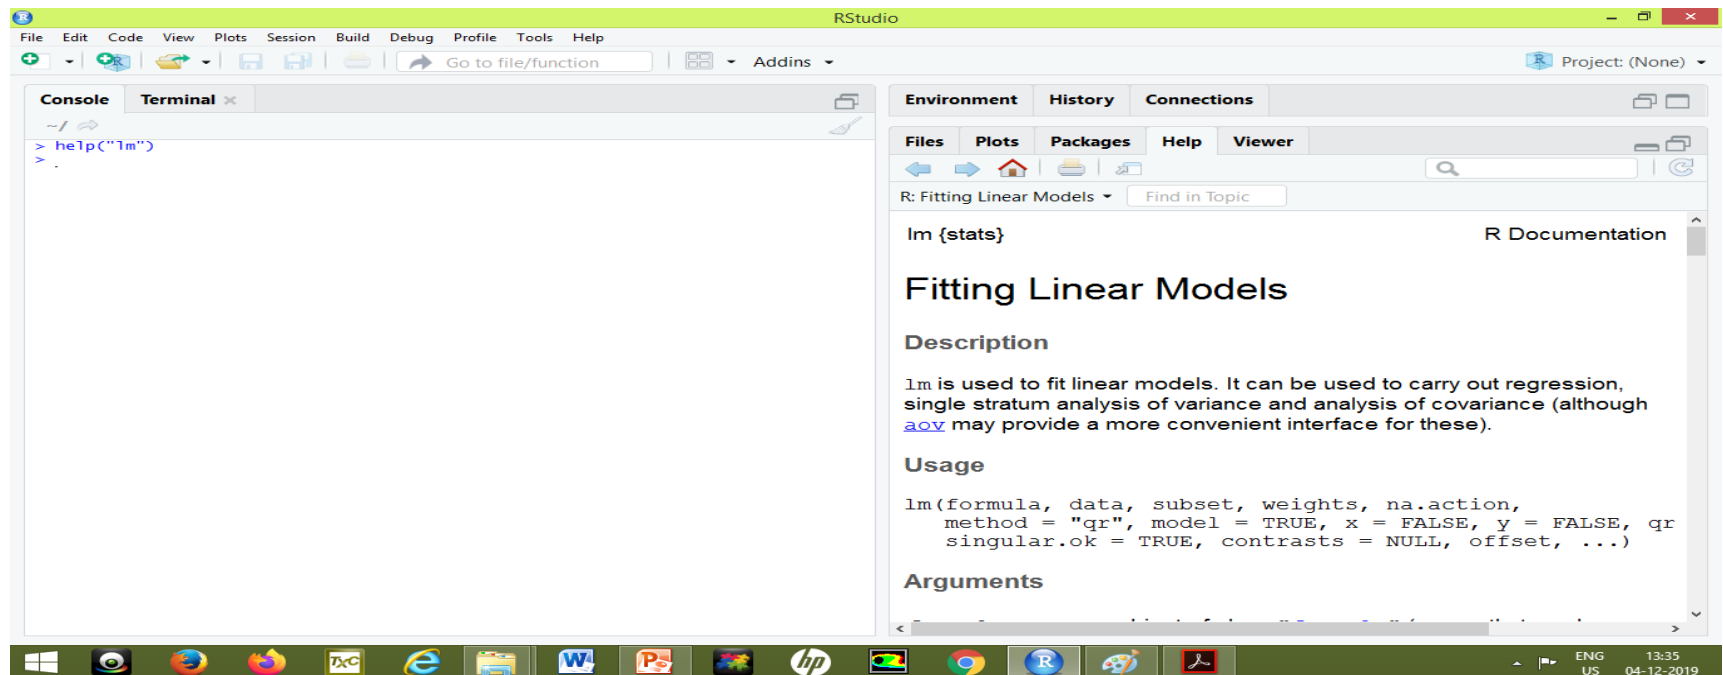 RStudio
File Edit Code View Plots Session Build Debug Profile Tools Help
Go to file/function Addins Project: (None)
Console Terminal
~/
> help("lm")
>
Environment History Connections
Files Plots Packages Help Viewer
R: Fitting Linear Models Find in Topic
lm {stats} R Documentation
Fitting Linear Models
Description
lm is used to fit linear models. It can be used to carry out regression,
single stratum analysis of variance and analysis of covariance (although
aov may provide a more convenient interface for these).
Usage
lm(formula, data, subset, weights, na.action,
method = "qr", model = TRUE, x = FALSE, y = FALSE, qr
singular.ok = TRUE, contrasts = NULL, offset, ...)
Arguments
TXC hp R
ENG 13:35
US 04-12-2019